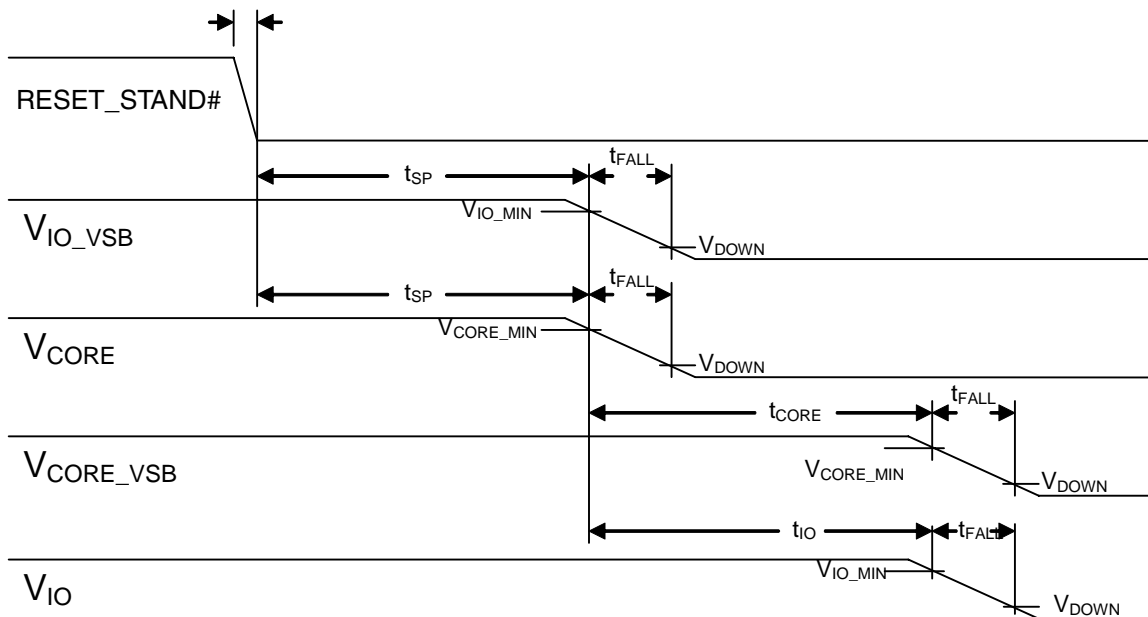 RESET_STAND#
tFALL
tSP
VIO_MIN
VIO_VSB
VDOWN
tFALL
tSP
VCORE_MIN
VCORE
VDOWN
tFALL
tCORE
VCORE_VSB
VCORE_MIN
VDOWN
tIO
tFALL
VIO_MIN
VIO
VDOWN